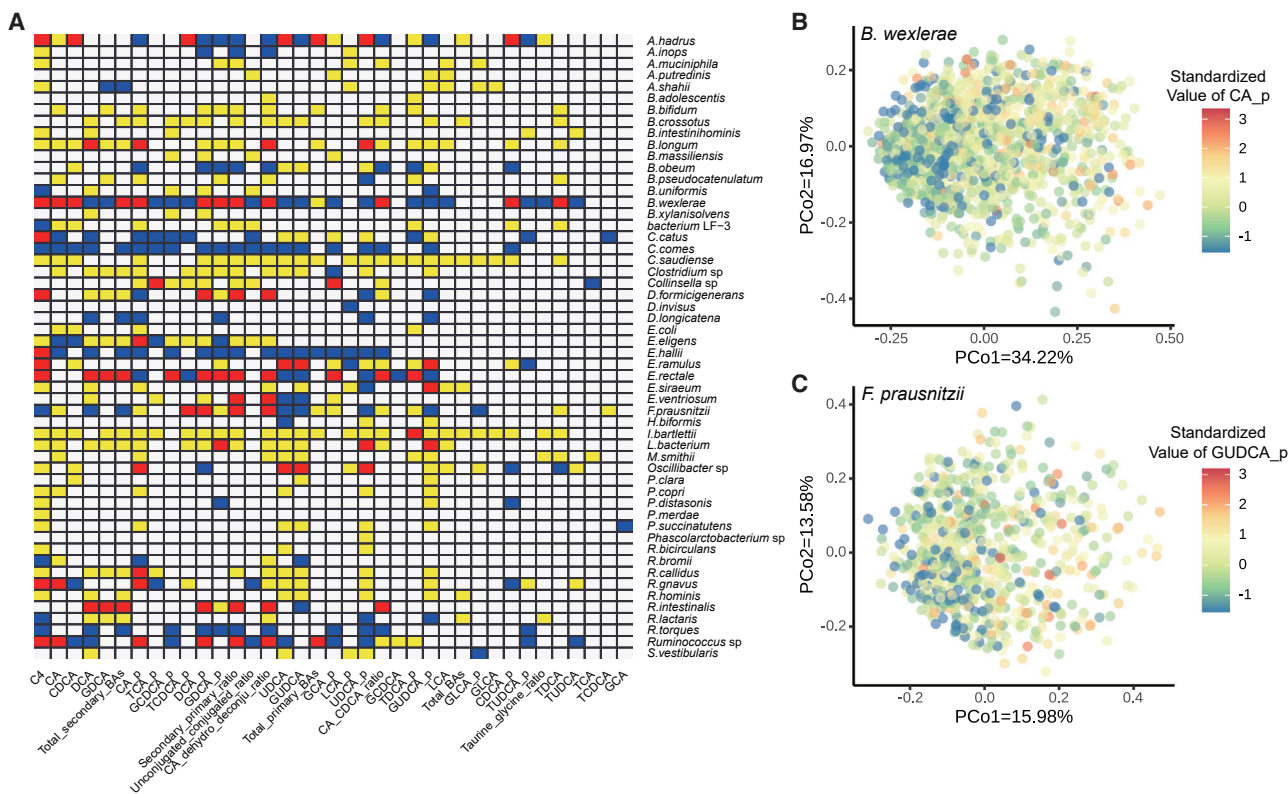 A
A.hadrus
A.inops
A.muciniphila
A.putredinis
A.shahii
B.adolescentis
B.bifidum
B.crossotus
B.intestinihominis
B.longum
B.massiliensis
B.obeum
B.pseudocatenulatum
B.uniformis
B.wexlerae
B.xylanisolvens
bacterium LF−3
C.catus
C.comes
C.saudiense
Clostridium sp
Collinsella sp
D.formicigenerans
D.invisus
D.longicatena
E.coli
E.eligens
E.hallii
E.ramulus
E.rectale
E.siraeum
E.ventriosum
F.prausnitzii
H.biformis
I.bartlettii
L.bacterium
M.smithii
Oscillibacter sp
P.clara
P.copri
P.distasonis
P.merdae
P.succinatutens
Phascolarctobacterium sp
R.bicirculans
R.bromii
R.callidus
R.gnavus
R.hominis
R.intestinalis
R.lactaris
R.torques
Ruminococcus sp
S.vestibularis
C4
CA
CDCA
DCA
GDCA
Total_secondary_BAs
CA_p
TCA_p
GCDCA_p
TCDCA_p
DCA_p
GDCA_p
Secondary_primary_ratio
Unconjugated_conjugated_ratio
CA_dehydro_deconju_ratio
UDCA
GUDCA
Total_primary_BAs
GCA_p
LCA_p
UDCA_p
CA_CDCA_ratio
GCDCA
TDCA_p
GUDCA_p
LCA
Total_BAs
GLCA_p
GLCA
CDCA_p
TUDCA_p
Taurine_glycine_ratio
TDCA
TUDCA
TCA
TCDCA
GCA
B
B. wexlerae
PCo2=16.97%
0.2
0.0
-0.2
-0.4
-0.25
0.00
0.25
0.50
PCo1=34.22%
Standardized
Value of CA_p
3
2
1
0
-1
C
F. prausnitzii
PCo2=13.58%
0.4
0.2
0.0
-0.2
-0.2
0.0
0.2
0.4
PCo1=15.98%
Standardized
Value of GUDCA_p
3
2
1
0
-1